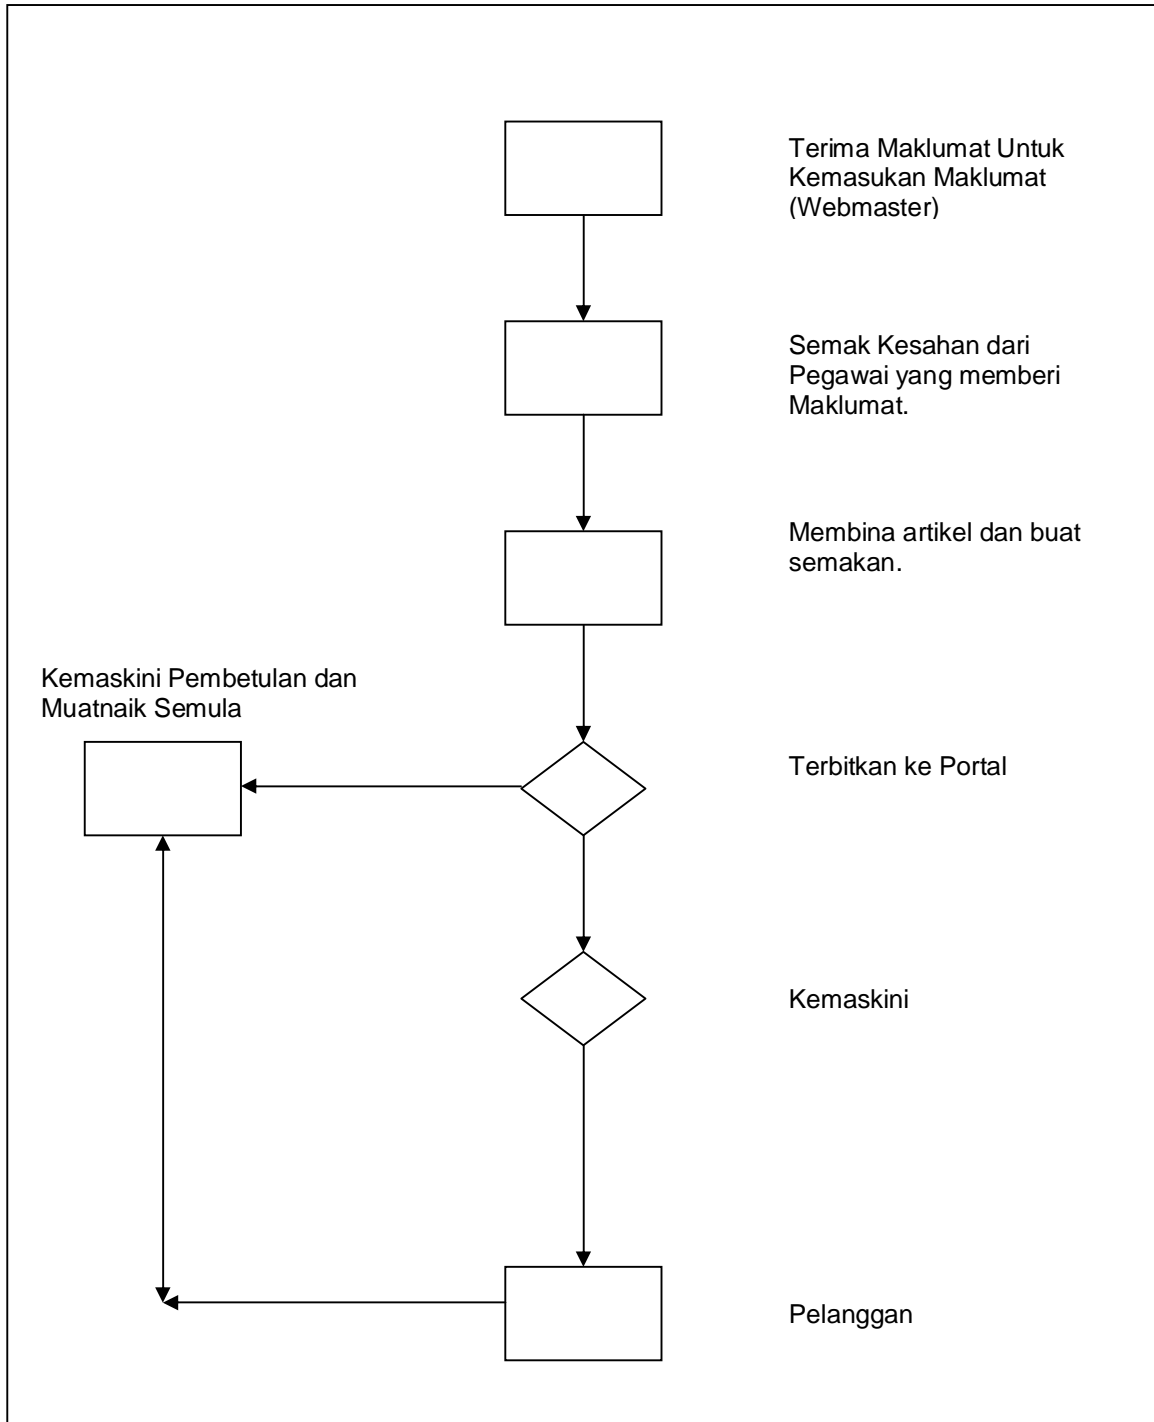 Terima Maklumat Untuk
Kemasukan Maklumat
(Webmaster)
Semak Kesahan dari
Pegawai yang memberi
Maklumat.
Membina artikel dan buat
semakan.
Kemaskini Pembetulan dan
Muatnaik Semula
Terbitkan ke Portal
Kemaskini
Pelanggan